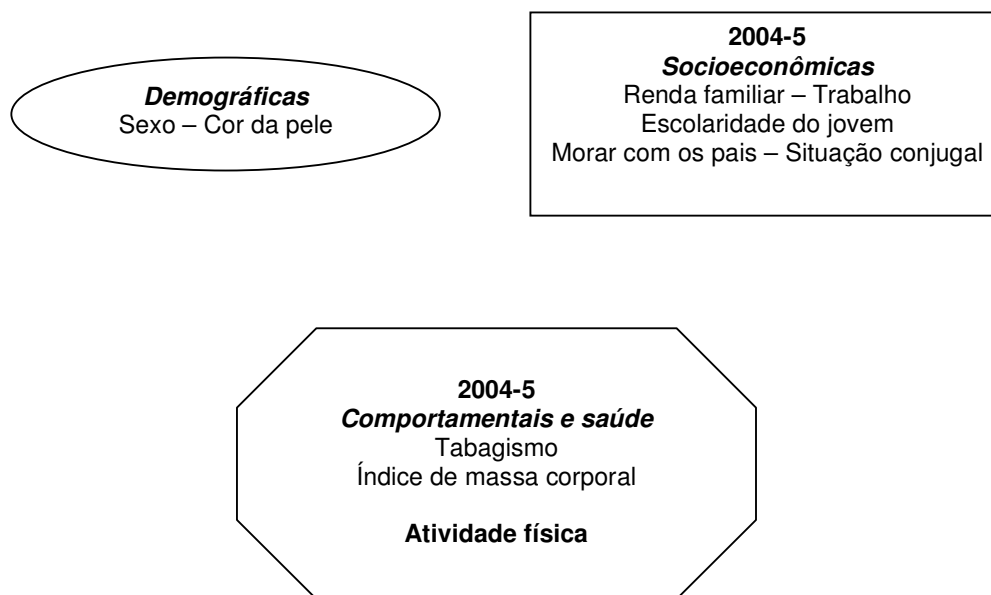 Demográficas
Sexo – Cor da pele
2004-5
Socioeconômicas
Renda familiar – Trabalho
Escolaridade do jovem
Morar com os pais – Situação conjugal
2004-5
Comportamentais e saúde
Tabagismo
Índice de massa corporal
Atividade física